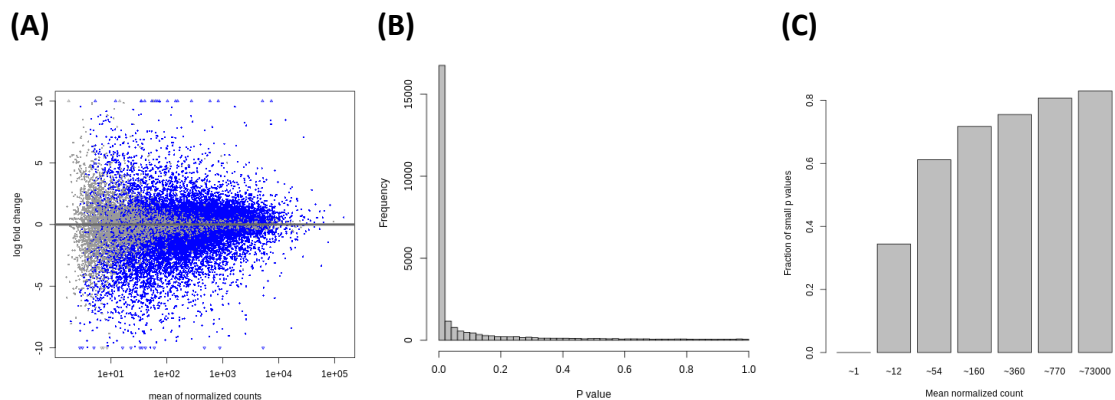 (A)
(B)
(C)
log fold change
10
5
0
-5
-10
1e+01 1e+02 1e+03 1e+04 1e+05
mean of normalized counts
Frequency
15000
10000
5000
0
0.0 0.2 0.4 0.6 0.8 1.0
P value
Fraction of small p values
0.8
0.6
0.4
0.2
0.0
~1 ~12 ~54 ~160 ~360 ~770 ~73000
Mean normalized count